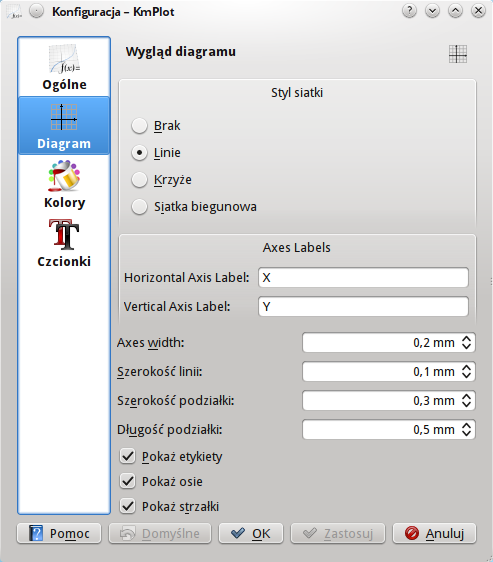 Konfiguracja – KmPlot
f(x)=
Ogólne
Diagram
Kolory
Czcionki
Wygląd diagramu
Styl siatki
Brak
Linie
Krzyże
Siatka biegunowa
Axes Labels
Horizontal Axis Label: X
Vertical Axis Label: Y
Axes width: 0,2 mm
Szerokość linii: 0,1 mm
Szerokość podziałki: 0,3 mm
Długość podziałki: 0,5 mm
Pokaż etykiety
Pokaż osie
Pokaż strzałki
Pomoc Domyślne OK Zastosuj Anuluj